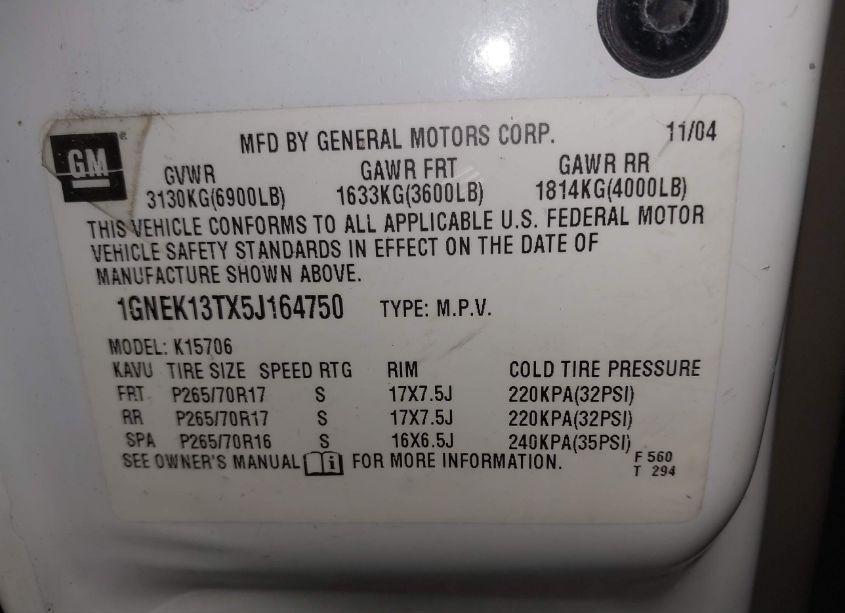 GM
MFD BY GENERAL MOTORS CORP. 11/04
GVWR GAWR FRT GAWR RR
3130KG(6900LB) 1633KG(3600LB) 1814KG(4000LB)
THIS VEHICLE CONFORMS TO ALL APPLICABLE U.S. FEDERAL MOTOR
VEHICLE SAFETY STANDARDS IN EFFECT ON THE DATE OF
MANUFACTURE SHOWN ABOVE.
1GNEK13TX5J164750 TYPE: M.P.V.
MODEL: K15706
KAVU TIRE SIZE SPEED RTG RIM COLD TIRE PRESSURE
FRT P265/70R17 S 17X7.5J 220KPA(32PSI)
RR P265/70R17 S 17X7.5J 220KPA(32PSI)
SPA P265/70R16 S 16X6.5J 240KPA(35PSI)
SEE OWNER'S MANUAL i FOR MORE INFORMATION. F 560
T 294